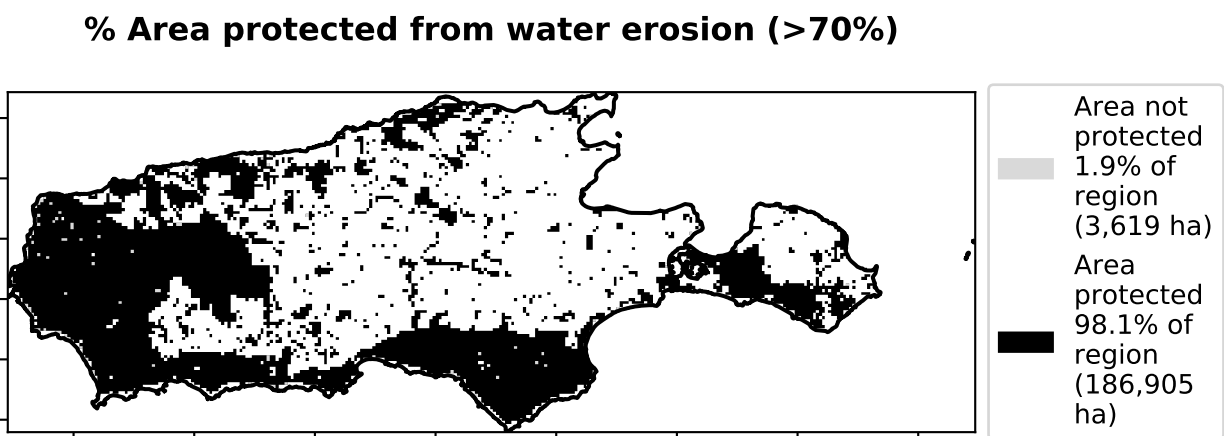 % Area protected from water erosion (>70%)
Area not
protected
1.9% of
region
(3,619 ha)
Area
protected
98.1% of
region
(186,905
ha)